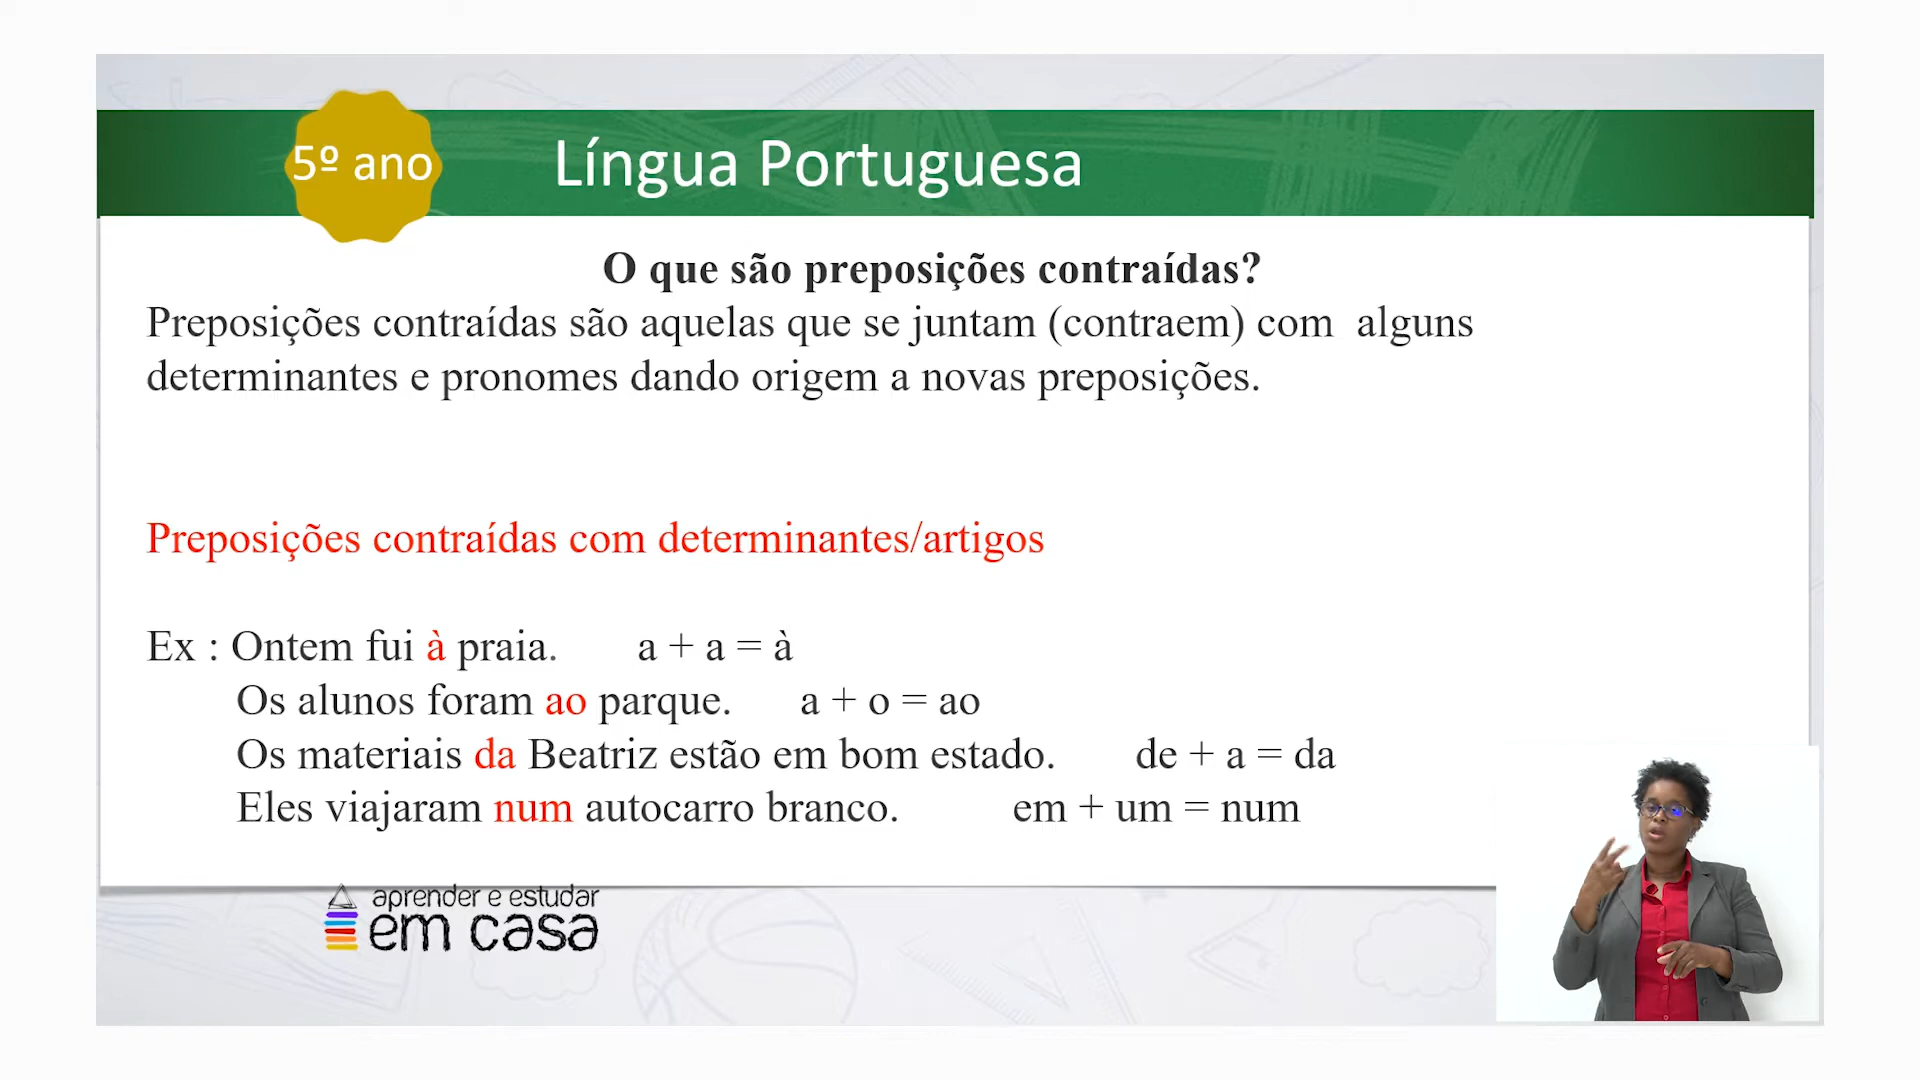 5º ano
Língua Portuguesa
O que são preposições contraídas?
Preposições contraídas são aquelas que se juntam (contraem) com alguns
determinantes e pronomes dando origem a novas preposições.
Preposições contraídas com determinantes/artigos
Ex : Ontem fui à praia. a + a = à
Os alunos foram ao parque. a + o = ao
Os materiais da Beatriz estão em bom estado. de + a = da
Eles viajaram num autocarro branco. em + um = num
aprender e estudar
em casa